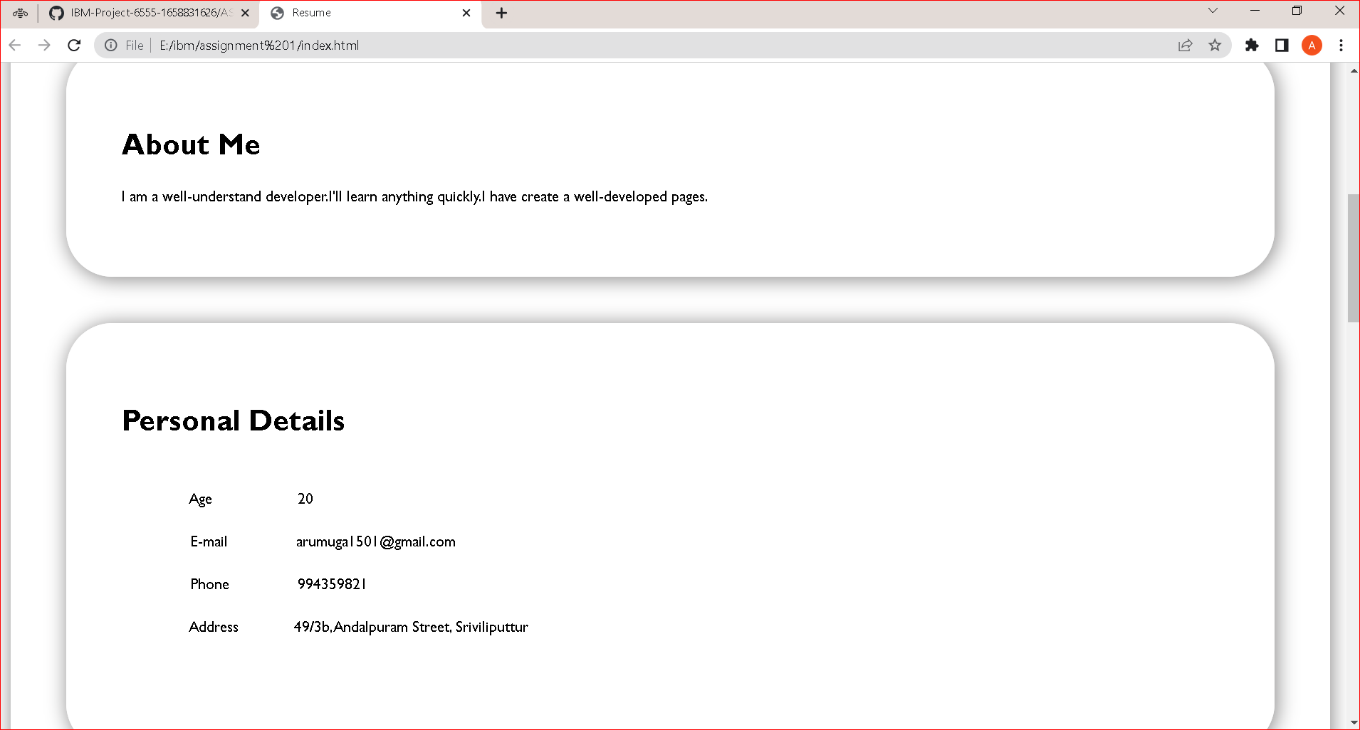 IBM-Project-6555-1658831626/AS
Resume
File
E:/ibm/assignment%201/index.html
A
About Me
I am a well-understand developer.I'll learn anything quickly.I have create a well-developed pages.
Personal Details
Age 20
E-mail arumuga1501@gmail.com
Phone 994359821
Address 49/3b,Andalpuram Street, Sriviliputtur